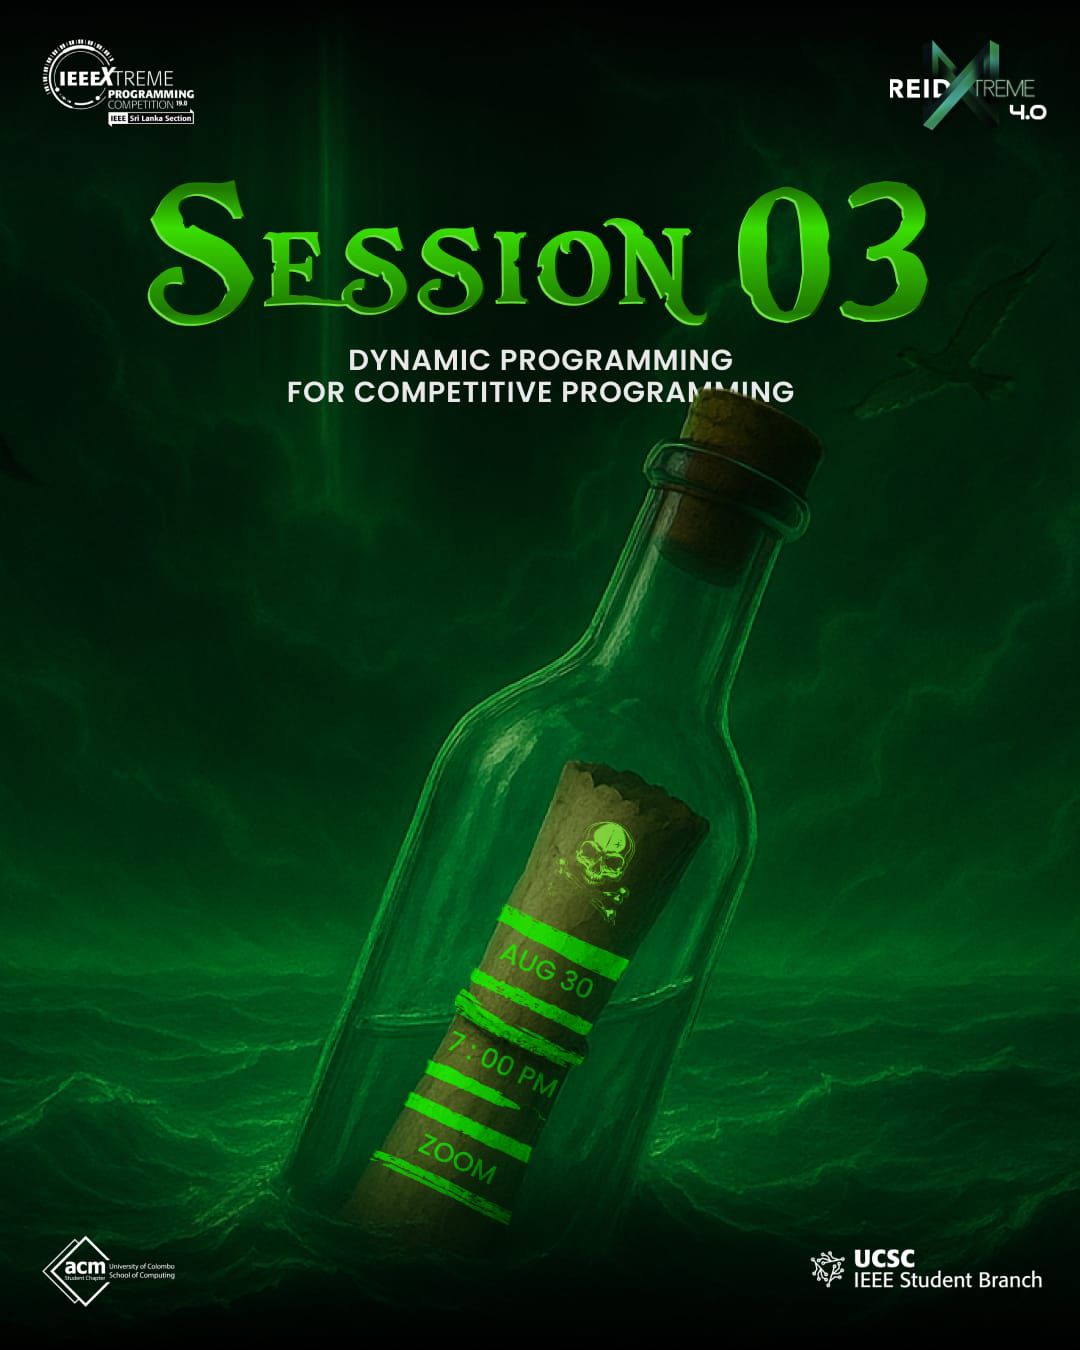 IEEEXTREME
PROGRAMMING
COMPETITION 19.0
IEEE Sri Lanka Section
REIDXTREME
4.0
SESSION 03
DYNAMIC PROGRAMMING
FOR COMPETITIVE PROGRAMMING
AUG 30
7 : 00 PM
ZOOM
acm
Student Chapter
University of Colombo
School of Computing
UCSC
IEEE Student Branch